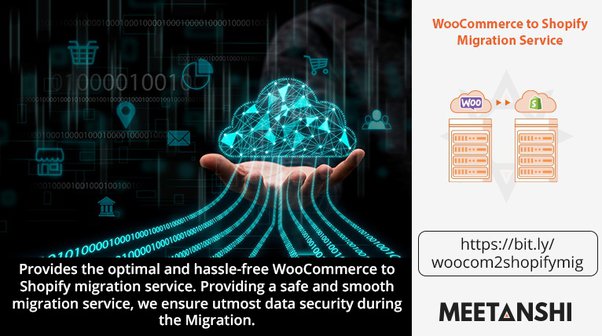 WooCommerce to Shopify
Migration Service
WOO
Provides the optimal and hassle-free WooCommerce to
Shopify migration service. Providing a safe and smooth
migration service, we ensure utmost data security during
the Migration.
https://bit.ly/
woocom2shopifymig
MEETANSHI